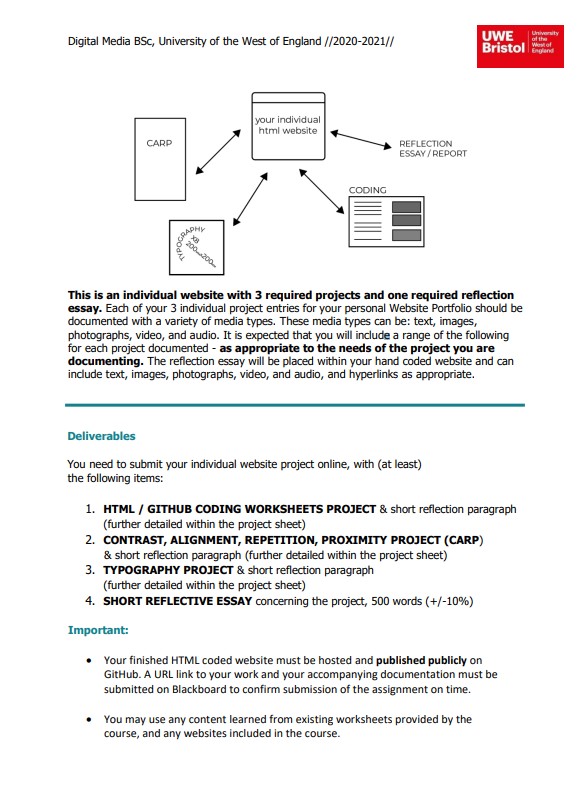 Digital Media BSc, University of the West of England //2020-2021//
UWE
Bristol
University
of the
West of
England
CARP
your individual
html website
REFLECTION
ESSAY / REPORT
CODING
TYPOGRAPHY
X8
200mm200mm
This is an individual website with 3 required projects and one required reflection
essay. Each of your 3 individual project entries for your personal Website Portfolio should be
documented with a variety of media types. These media types can be: text, images,
photographs, video, and audio. It is expected that you will include a range of the following
for each project documented - as appropriate to the needs of the project you are
documenting. The reflection essay will be placed within your hand coded website and can
include text, images, photographs, video, and audio, and hyperlinks as appropriate.
Deliverables
You need to submit your individual website project online, with (at least)
the following items:
1. HTML / GITHUB CODING WORKSHEETS PROJECT & short reflection paragraph
(further detailed within the project sheet)
2. CONTRAST, ALIGNMENT, REPETITION, PROXIMITY PROJECT (CARP)
& short reflection paragraph (further detailed within the project sheet)
3. TYPOGRAPHY PROJECT & short reflection paragraph
(further detailed within the project sheet)
4. SHORT REFLECTIVE ESSAY concerning the project, 500 words (+/-10%)
Important:
• Your finished HTML coded website must be hosted and published publicly on
GitHub. A URL link to your work and your accompanying documentation must be
submitted on Blackboard to confirm submission of the assignment on time.
• You may use any content learned from existing worksheets provided by the
course, and any websites included in the course.